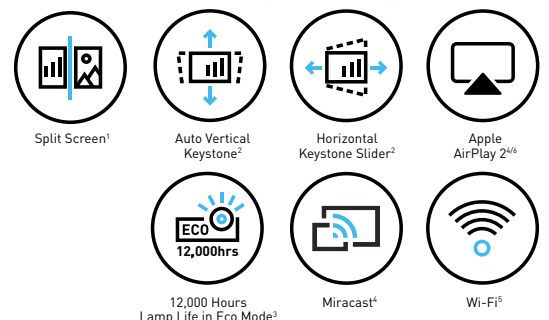 Split Screen¹
Auto Vertical
Keystone²
Horizontal
Keystone Slider²
Apple
AirPlay 2⁴/⁶
ECO
12,000hrs
12,000 Hours
Lamp Life in Eco Mode³
Miracast⁴
Wi-Fi⁵